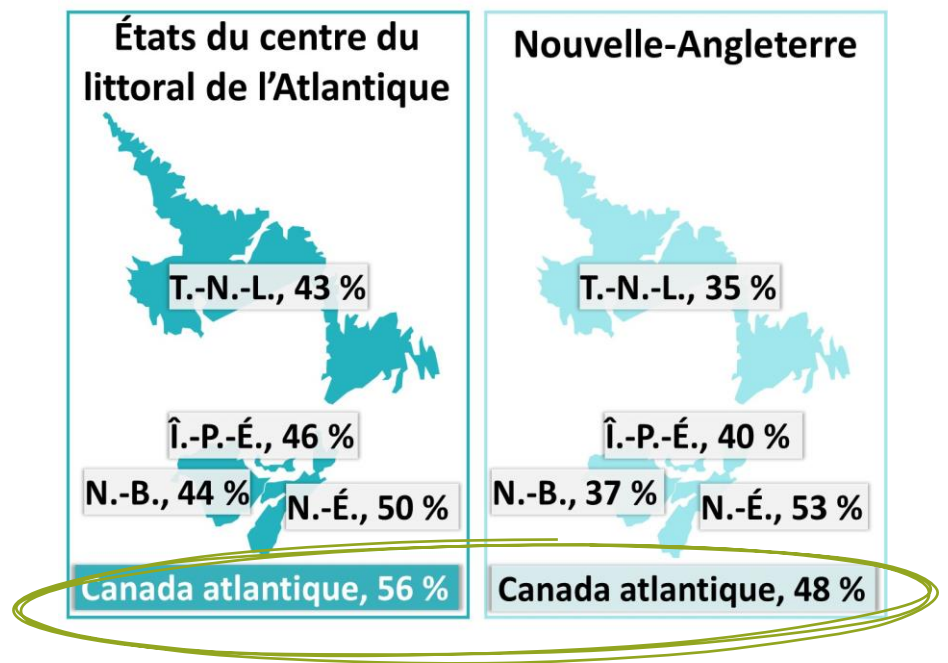 États du centre du
littoral de l'Atlantique
T.-N.-L., 43 %
Î.-P.-É., 46 %
N.-B., 44 %
N.-É., 50 %
Canada atlantique, 56 %
Nouvelle-Angleterre
T.-N.-L., 35 %
Î.-P.-É., 40 %
N.-B., 37 %
N.-É., 53 %
Canada atlantique, 48 %